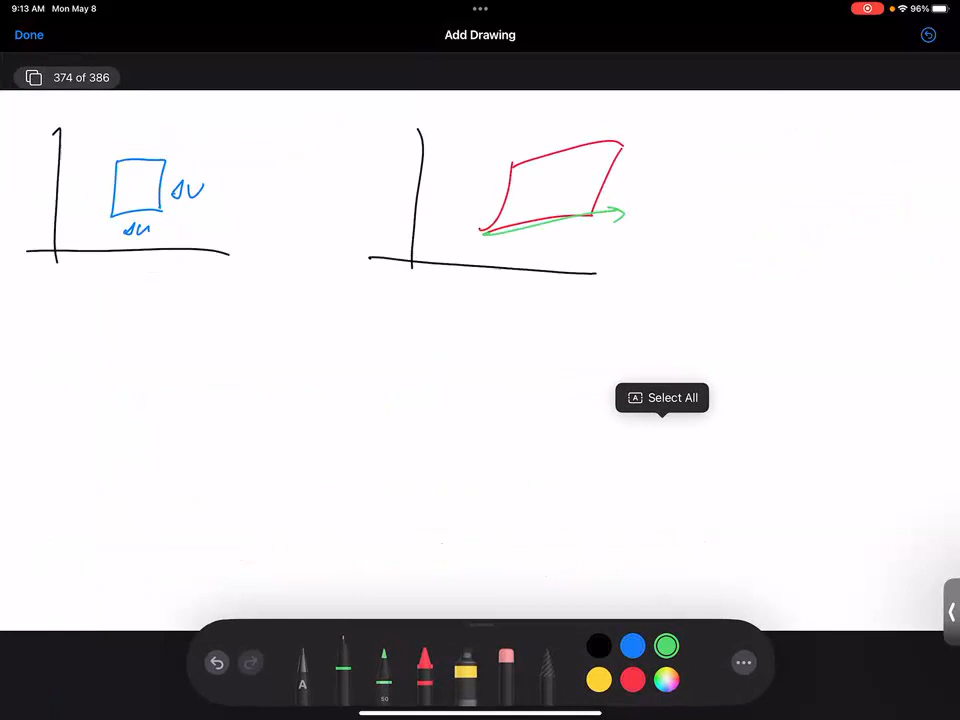 9:13 AM Mon May 8
96%
Done
Add Drawing
374 of 386
Δv
Δu
A Select All
A
50